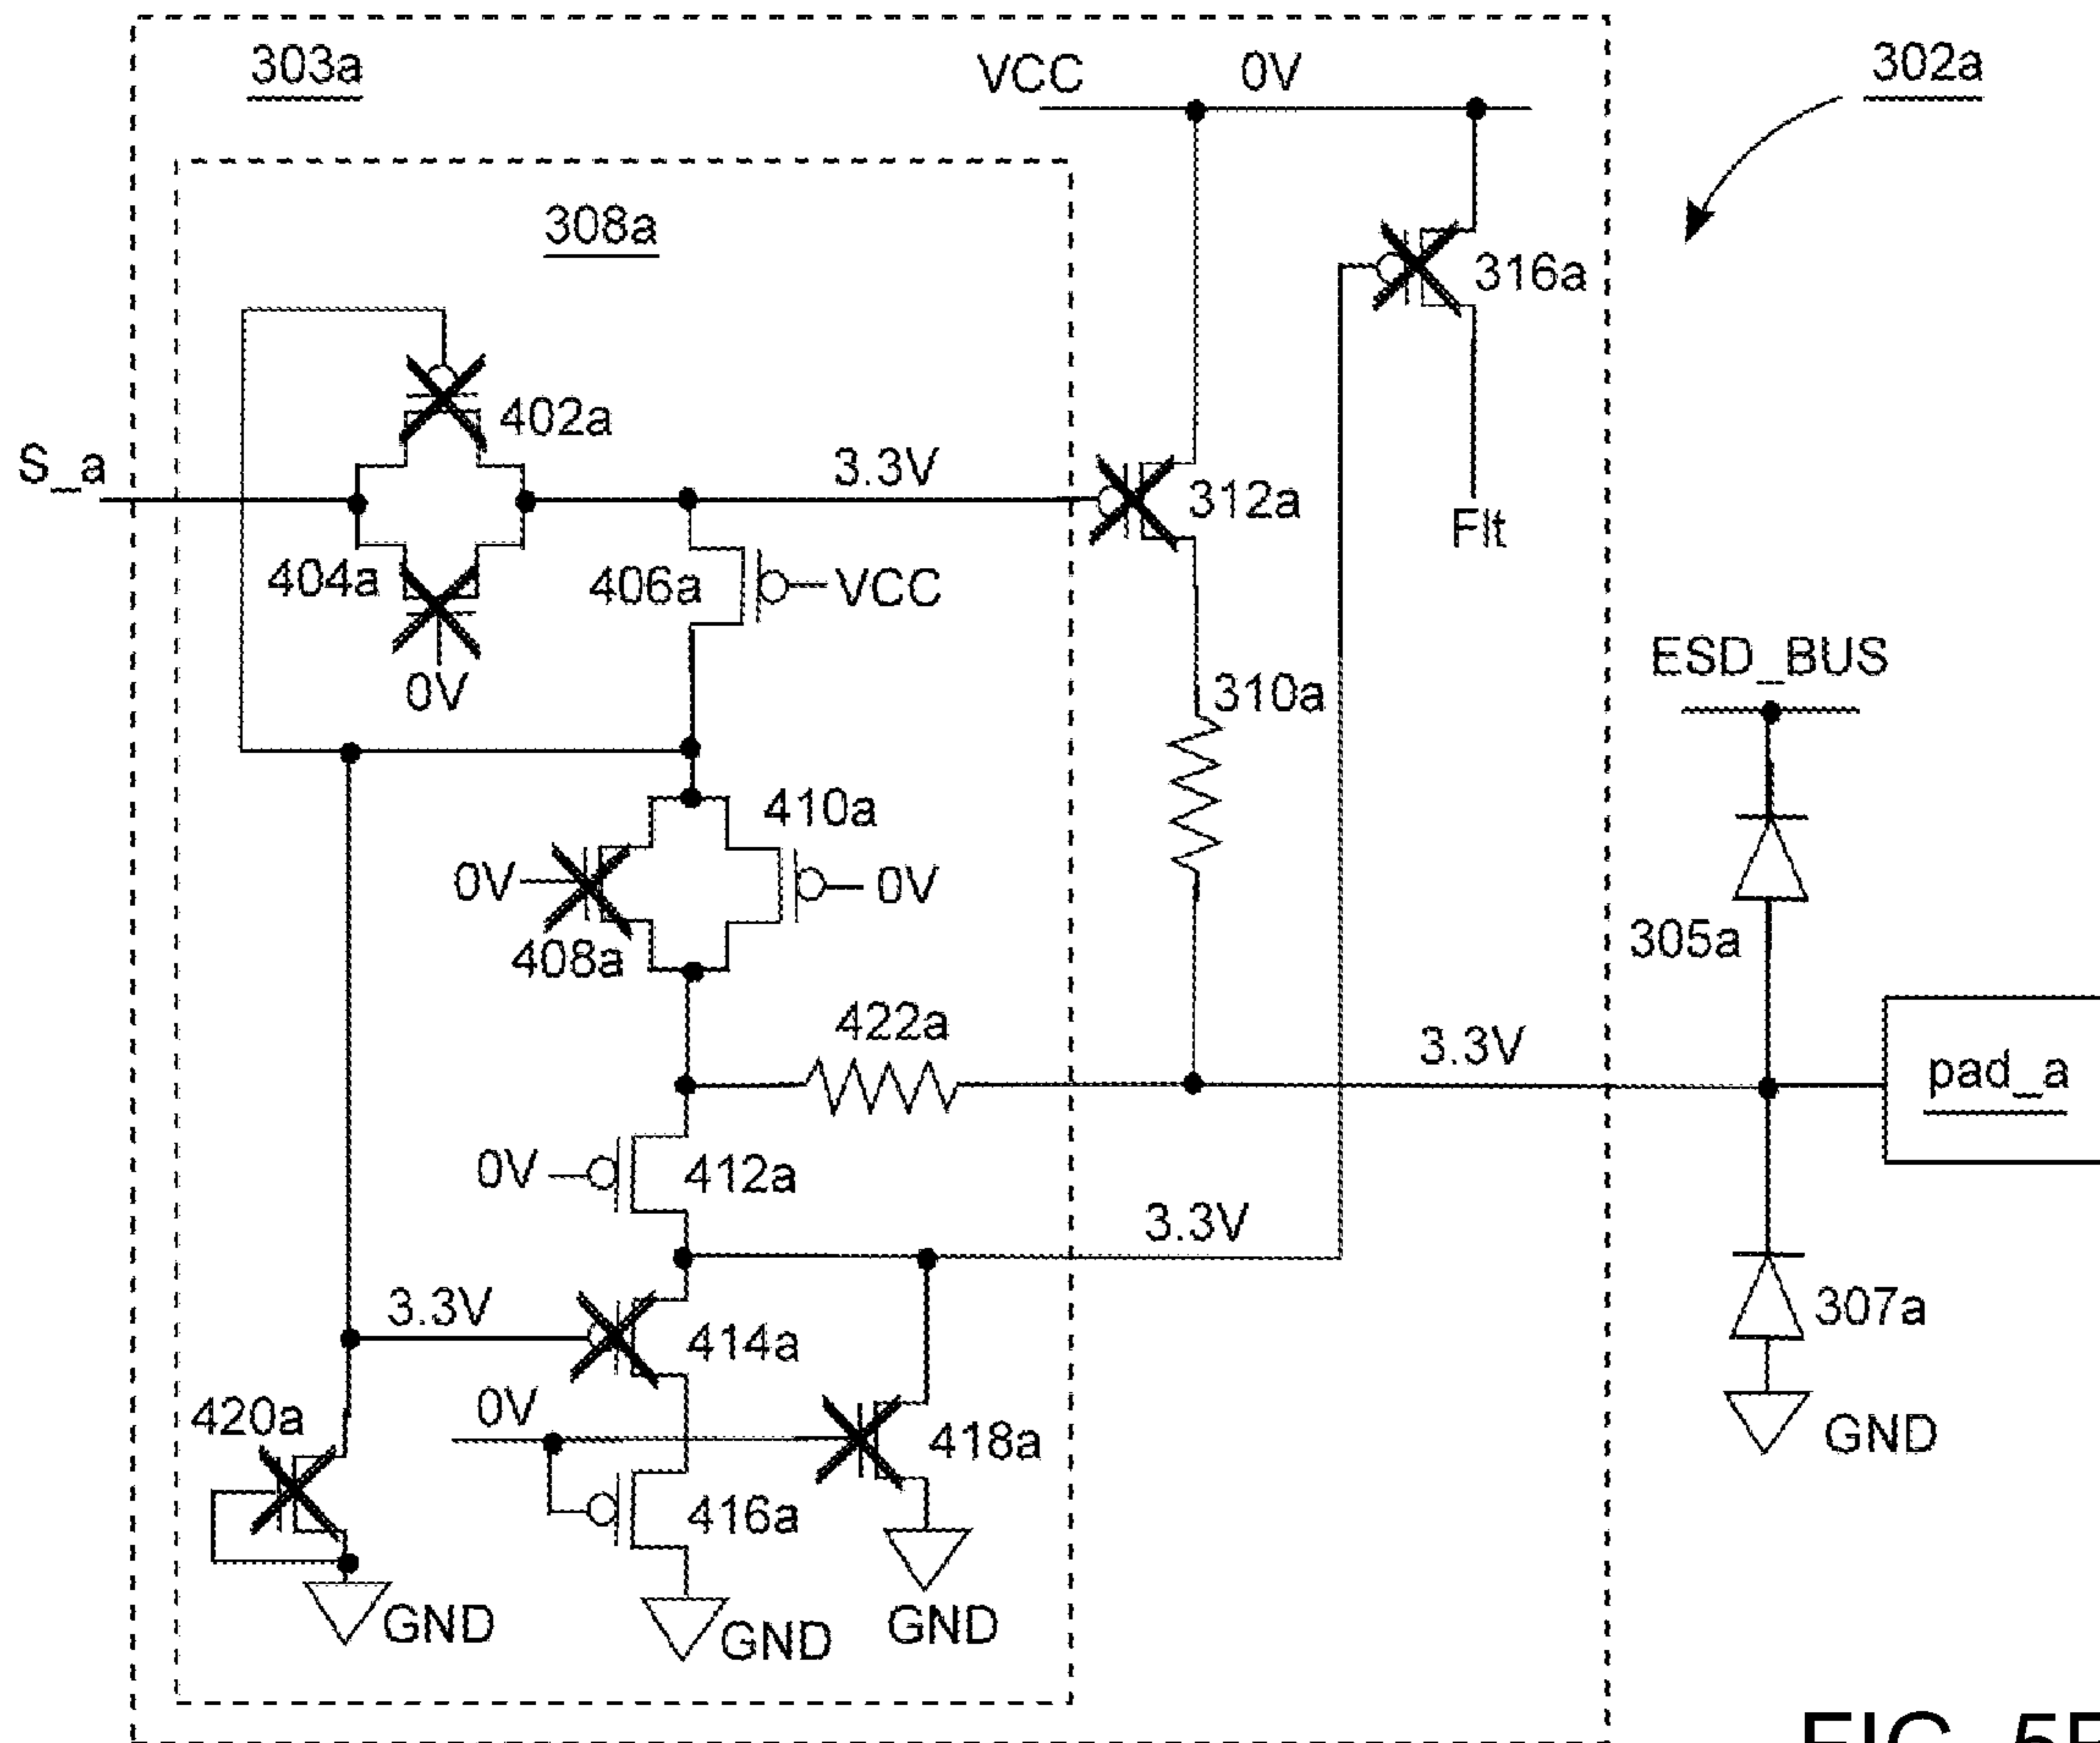 303a
VCC 0V
302a
308a
316a
402a
S_a
3.3V
312a
Flt
404a
406a
VCC
0V
310a
ESD_BUS
410a
0V
0V
408a
305a
422a
3.3V
pad_a
0V
412a
3.3V
3.3V
414a
307a
420a
0V
418a
GND
416a
GND
GND
GND